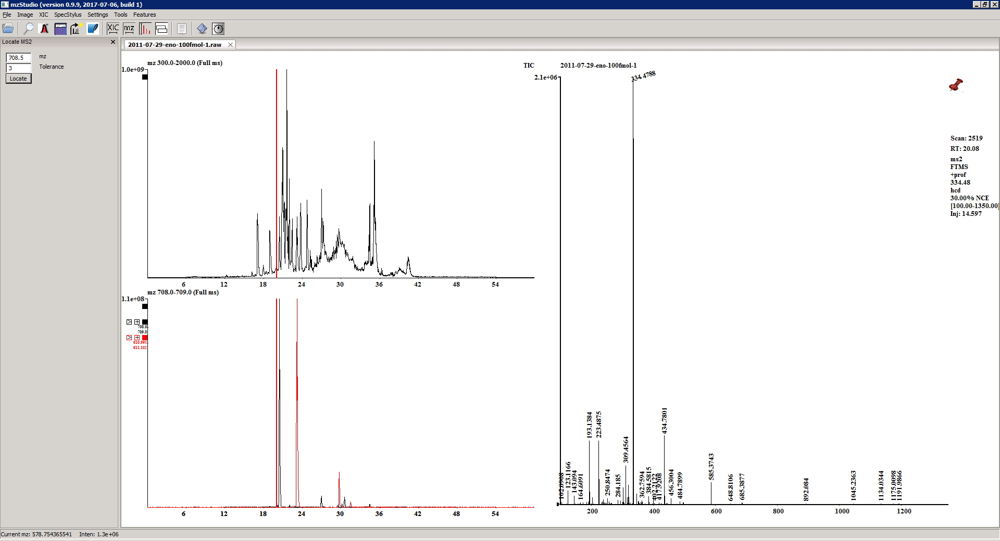 mzStudio (version 0.9.9, 2017-07-06, build 1)
File Image XIC SpecStylus Settings Tools Features
XIC mz
Locate MS2
708.5 mz
3 Tolerance
Locate
2011-07-29-eno-100fmol-1.raw
mz 300.0-2000.0 (Full ms)
1.0e+09
6 12 18 24 30 36 42 48 54
mz 708.0-709.0 (Full ms)
1.1e+08
708.0
709.0
610.995
611.102
6 12 18 24 30 36 42 48 54
TIC 2011-07-29-eno-100fmol-1
2.1e+06
334.4788
102.0908
123.1166
143.094
164.6091
193.1384
223.4875
250.8474
284.185
309.4564
362.7594
384.5815
402.2122
417.9208
434.7801
456.3004
484.7899
585.3743
648.8106
685.3877
892.084
1045.2363
1134.0344
1175.0098
1191.9866
200 400 600 800 1000 1200
Scan: 2519
RT: 20.08
ms2
FTMS
+prof
334.48
hcd
30.00% NCE
[100.00-1350.00]
Inj: 14.597
Current mz: 578.754365541 Inten: 1.3e+06